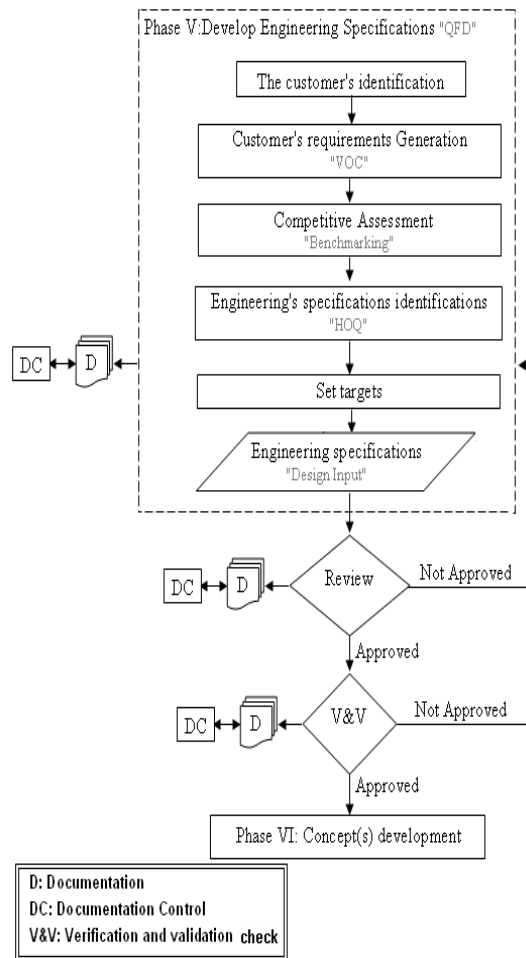 Phase V:Develop Engineering Specifications "QFD"
The customer's identification
Customer's requirements Generation
"VOC"
Competitive Assessment
"Benchmarking"
Engineering's specifications identifications
"HOQ"
DC
D
Set targets
Engineering specifications
"Design Input"
DC
D
Review
Not Approved
Approved
DC
D
V&V
Not Approved
Approved
Phase VI: Concept(s) development
D: Documentation
DC: Documentation Control
V&V: Verification and validation check